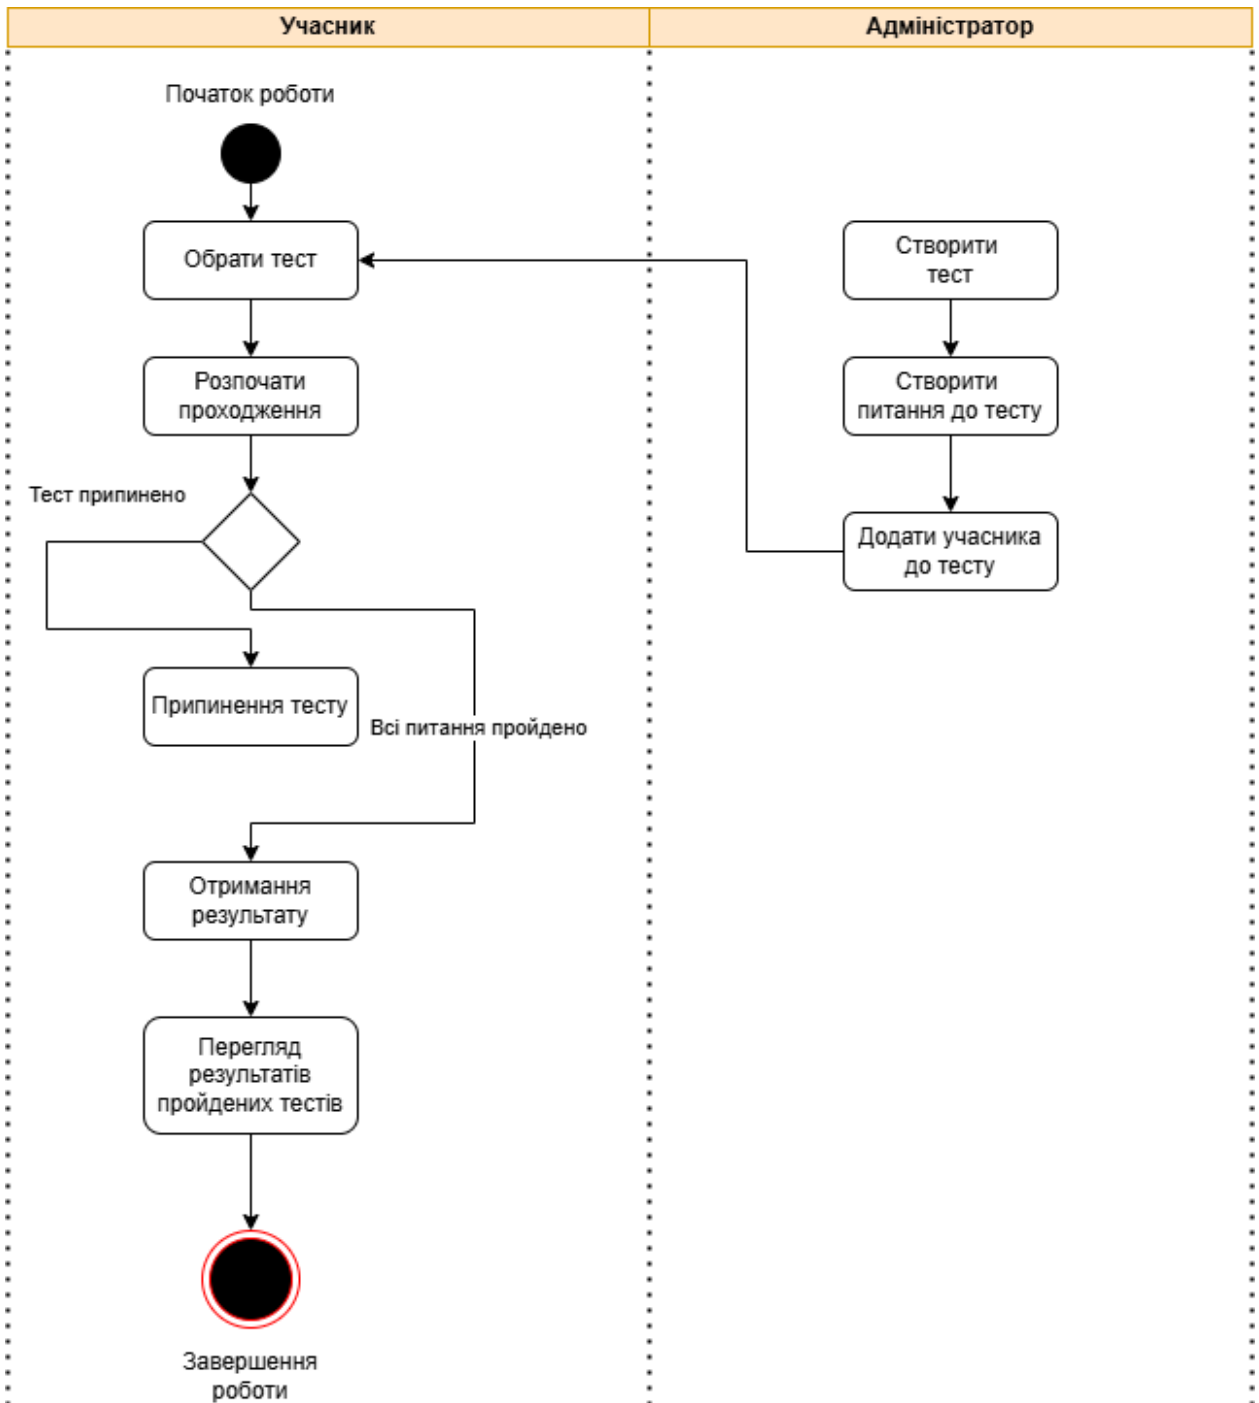 Учасник
Адміністратор
Початок роботи
Обрати тест
Створити
тест
Розпочати
проходження
Створити
питання до тесту
Тест припинено
Додати учасника
до тесту
Припинення тесту
Всі питання пройдено
Отримання
результату
Перегляд
результатів
пройдених тестів
Завершення
роботи